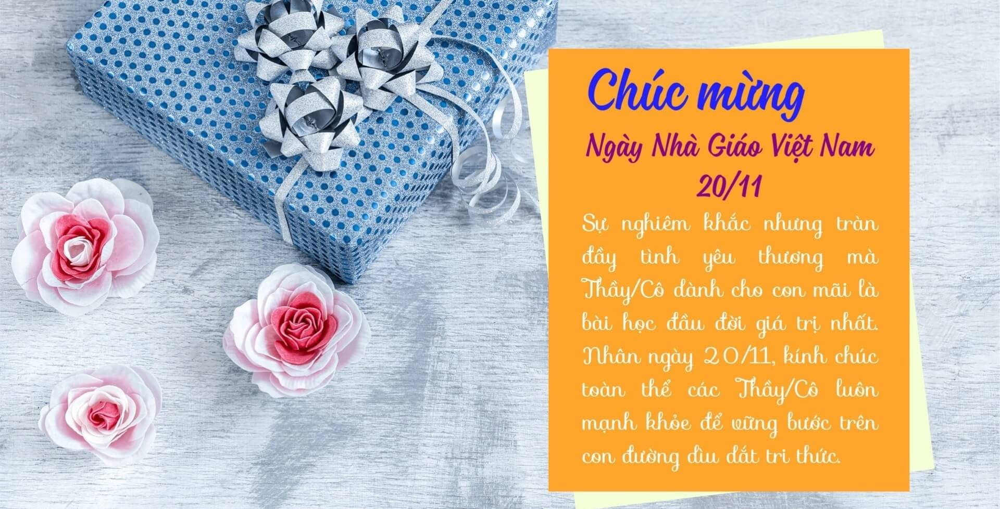 Chúc mừng
Ngày Nhà Giáo Việt Nam
20/11
Sự nghiêm khắc nhưng tràn
đầy tình yêu thương mà
Thầy/Cô dành cho con mãi là
bài học đầu đời giá trị nhất.
Nhân ngày 20/11, kính chúc
toàn thể các Thầy/Cô luôn
mạnh khỏe để vững bước trên
con đường dìu dắt tri thức.